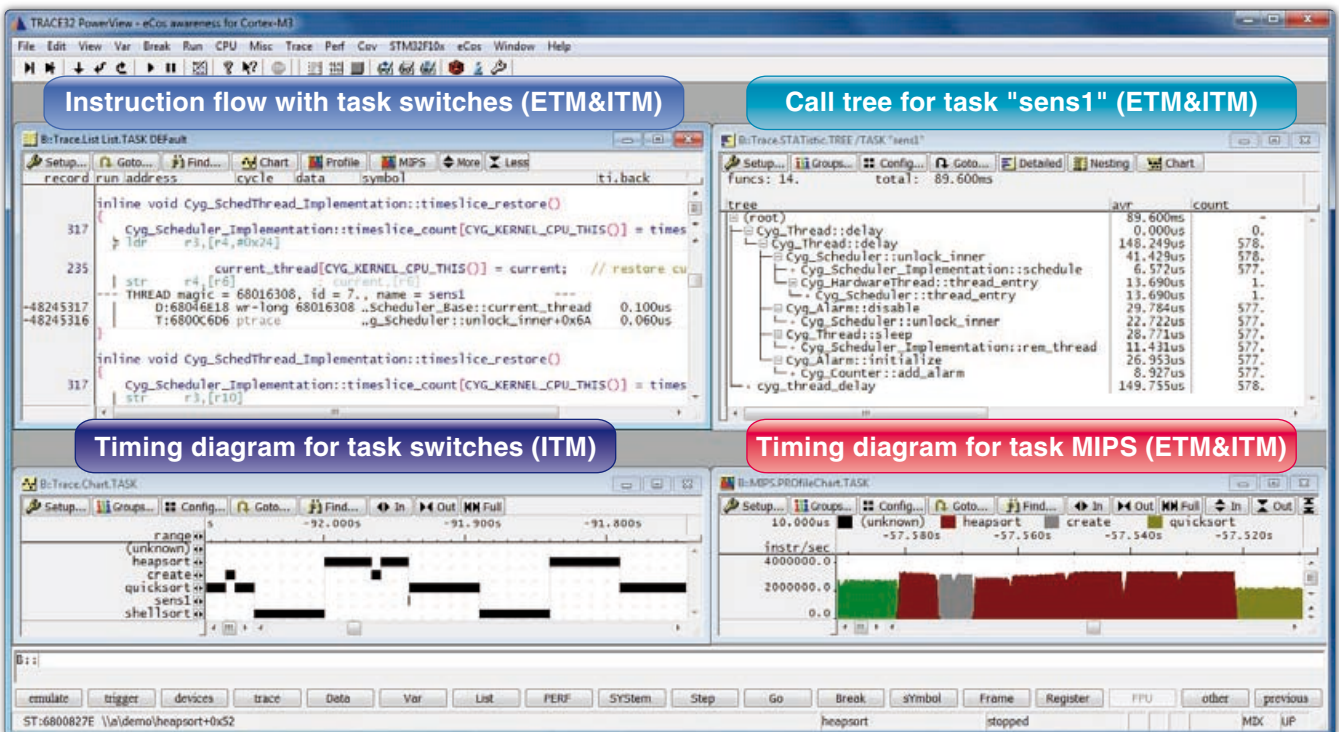 TRACE32 PowerView - eCos awareness for Cortex-M3
File Edit View Var Break Run CPU Misc Trace Perf Cov STM32F10x eCos Window Help
Instruction flow with task switches (ETM&ITM)
B::Trace.List List.TASK DEFault
Setup... Goto... Find... Chart Profile MIPS More Less
record run address cycle data symbol ti.back
inline void Cyg_SchedThread_Implementation::timeslice_restore()
{
317 Cyg_Scheduler_Implementation::timeslice_count[CYG_KERNEL_CPU_THIS()] = times
ldr r3,[r4,#0x24]
235 current_thread[CYG_KERNEL_CPU_THIS()] = current; // restore cu
str r4,[r6] ; current,[r6]
--- THREAD magic = 68016308, id = 7., name = sens1 ---
-48245317 D:68046E18 wr-long 68016308 ..Scheduler_Base::current_thread 0.100us
-48245316 T:6800C6D6 ptrace ..g_Scheduler::unlock_inner+0x6A 0.060us
}
inline void Cyg_SchedThread_Implementation::timeslice_restore()
{
317 Cyg_Scheduler_Implementation::timeslice_count[CYG_KERNEL_CPU_THIS()] = times
str r3,[r10]
Call tree for task "sens1" (ETM&ITM)
B::Trace.STATistic.TREE /TASK "sens1"
Setup... Groups... Config... Goto... Detailed Nesting Chart
funcs: 14. total: 89.600ms
tree avr count
(root) 89.600ms -
Cyg_Thread::delay 0.000us 0.
Cyg_Thread::delay 148.249us 578.
Cyg_Scheduler::unlock_inner 41.429us 578.
Cyg_Scheduler_Implementation::schedule 6.572us 577.
Cyg_HardwareThread::thread_entry 13.690us 1.
Cyg_Scheduler::thread_entry 13.690us 1.
Cyg_Alarm::disable 29.784us 577.
Cyg_Scheduler::unlock_inner 22.722us 577.
Cyg_Thread::sleep 28.771us 577.
Cyg_Scheduler_Implementation::rem_thread 11.431us 577.
Cyg_Alarm::initialize 26.953us 577.
Cyg_Counter::add_alarm 8.927us 577.
cyg_thread_delay 149.755us 578.
Timing diagram for task switches (ITM)
B::Trace.Chart.TASK
Setup... Groups... Config... Goto... Find... In Out Full
s -92.000s -91.900s -91.800s
range
(unknown)
heapsort
create
quicksort
sens1
shellsort
Timing diagram for task MIPS (ETM&ITM)
B::MIPS.PROfileChart.TASK
Setup... Groups... Config... Goto... Find... In Out Full In Out
10.000us (unknown) heapsort create quicksort
-57.580s -57.560s -57.540s -57.520s
instr/sec
4000000.0
2000000.0
0.0
B::
emulate trigger devices trace Data Var List PERF SYStem Step Go Break sYmbol Frame Register FPU other previous
ST:6800827E \\a\demo\heapsort+0x52 heapsort stopped MIX UP